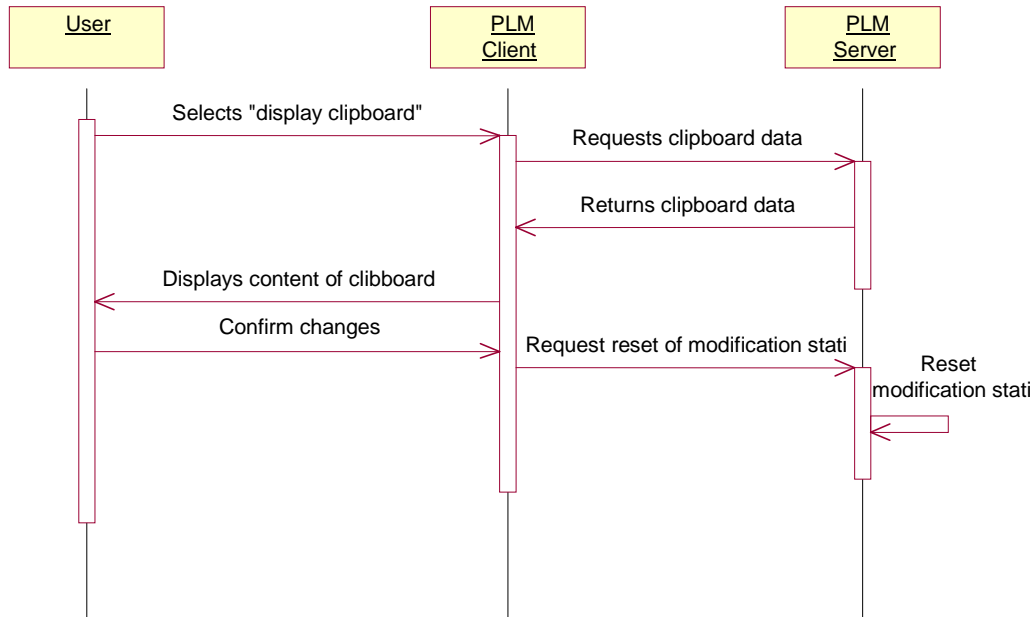 User
PLM
Client
PLM
Server
Selects "display clipboard"
Requests clipboard data
Returns clipboard data
Displays content of clibboard
Confirm changes
Request reset of modification stati
Reset
modification stati